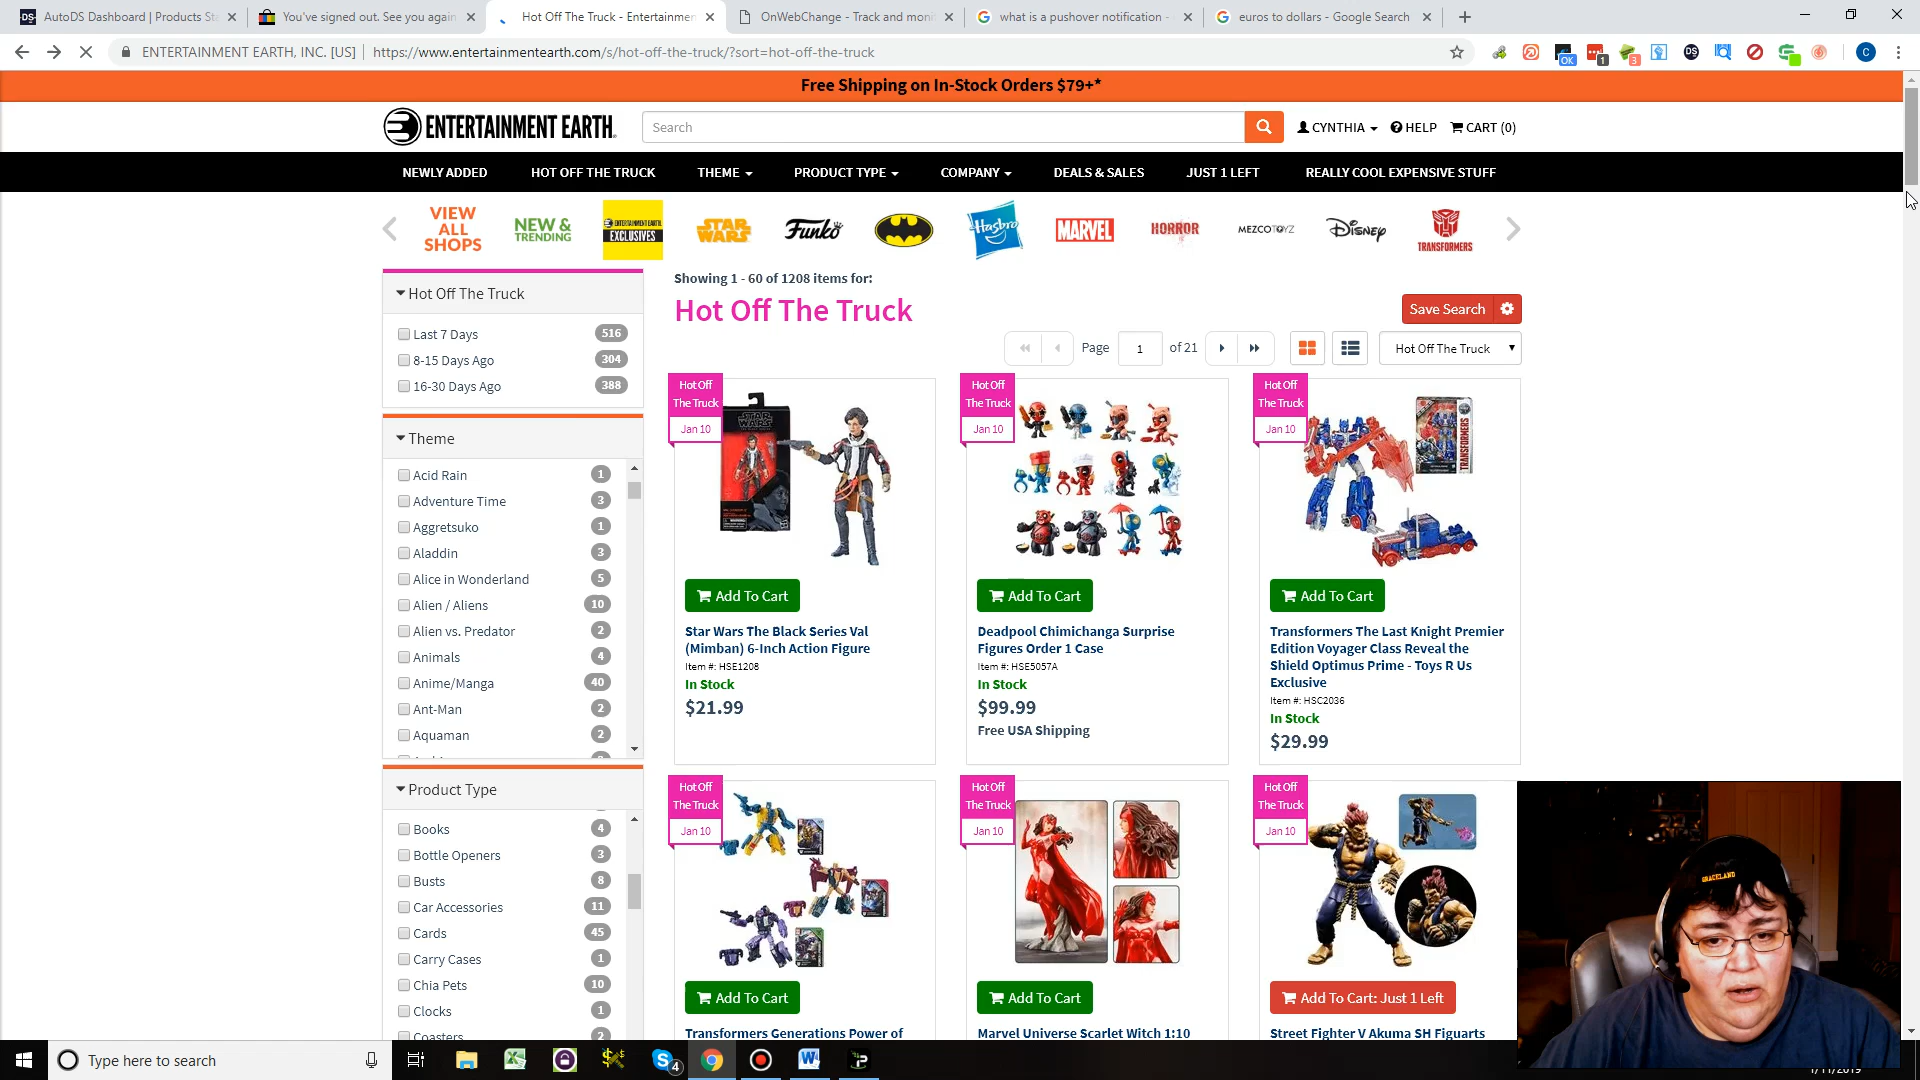 AutoDS Dashboard | Products St
You've signed out. See you again
Hot Off The Truck - Entertainmen
OnWebChange - Track and moni
what is a pushover notification -
euros to dollars - Google Search
ENTERTAINMENT EARTH, INC. [US] | https://www.entertainmentearth.com/s/hot-off-the-truck/?sort=hot-off-the-truck
Free Shipping on In-Stock Orders $79+*
ENTERTAINMENT EARTH
Search
CYNTHIA
HELP
CART (0)
NEWLY ADDED
HOT OFF THE TRUCK
THEME
PRODUCT TYPE
COMPANY
DEALS & SALES
JUST 1 LEFT
REALLY COOL EXPENSIVE STUFF
VIEW
ALL
SHOPS
NEW &
TRENDING
ENTERTAINMENT EARTH
EXCLUSIVES
STAR WARS
Funko
Hasbro
MARVEL
HORROR
MEZCO TOYZ
Disney
TRANSFORMERS
Hot Off The Truck
Last 7 Days 516
8-15 Days Ago 304
16-30 Days Ago 388
Theme
Acid Rain 1
Adventure Time 3
Aggretsuko 1
Aladdin 3
Alice in Wonderland 5
Alien / Aliens 10
Alien vs. Predator 2
Animals 4
Anime/Manga 40
Ant-Man 2
Aquaman 2
Product Type
Books 4
Bottle Openers 3
Busts 8
Car Accessories 11
Cards 45
Carry Cases 1
Chia Pets 10
Clocks 1
Coasters 2
Showing 1 - 60 of 1208 items for:
Hot Off The Truck
Save Search
Page 1 of 21
Hot Off The Truck
Hot Off
The Truck
Jan 10
STAR WARS
Add To Cart
Star Wars The Black Series Val
(Mimban) 6-Inch Action Figure
Item #: HSE1208
In Stock
$21.99
Hot Off
The Truck
Jan 10
Add To Cart
Deadpool Chimichanga Surprise
Figures Order 1 Case
Item #: HSE5057A
In Stock
$99.99
Free USA Shipping
Hot Off
The Truck
Jan 10
TRANSFORMERS
Add To Cart
Transformers The Last Knight Premier
Edition Voyager Class Reveal the
Shield Optimus Prime - Toys R Us
Exclusive
Item #: HSC2036
In Stock
$29.99
Hot Off
The Truck
Jan 10
Add To Cart
Transformers Generations Power of
Hot Off
The Truck
Jan 10
Add To Cart
Marvel Universe Scarlet Witch 1:10
Hot Off
The Truck
Jan 10
Add To Cart: Just 1 Left
Street Fighter V Akuma SH Figuarts
GRACELAND
Type here to search